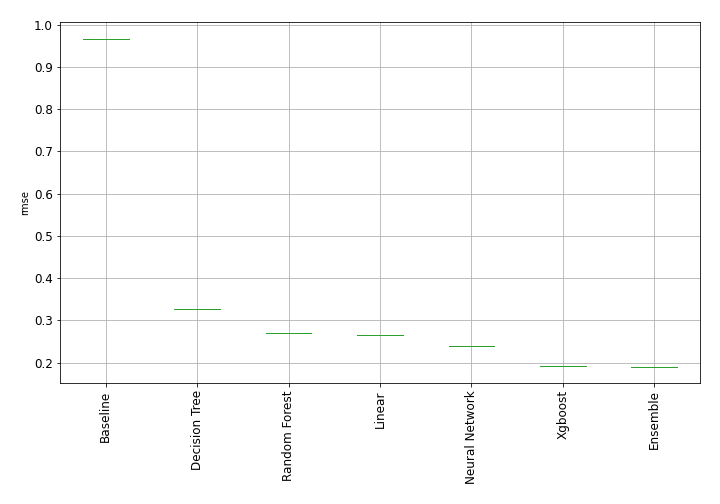 1.0
0.9
0.8
0.7
0.6
0.5
0.4
0.3
0.2
rmse
Baseline
Decision Tree
Random Forest
Linear
Neural Network
Xgboost
Ensemble